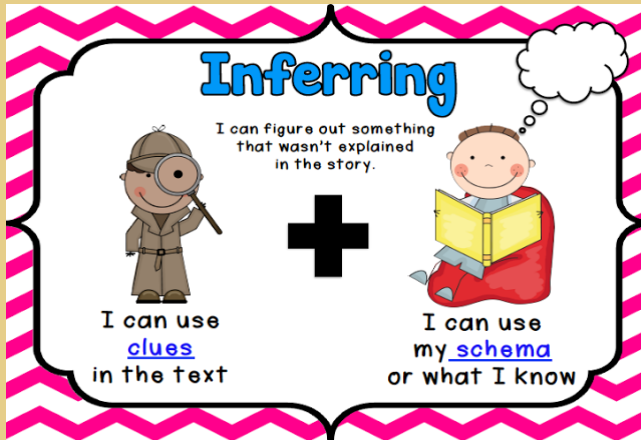 Inferring
I can figure out something
that wasn't explained
in the story.
I can use
clues
in the text
I can use
my schema
or what I know